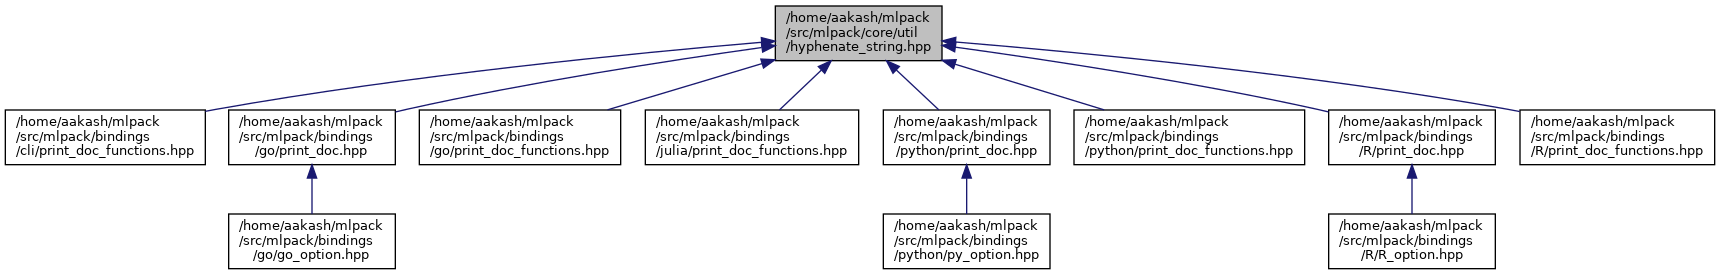 /home/aakash/mlpack
/src/mlpack/core/util
/hyphenate_string.hpp
/home/aakash/mlpack
/src/mlpack/bindings
/cli/print_doc_functions.hpp
/home/aakash/mlpack
/src/mlpack/bindings
/go/print_doc.hpp
/home/aakash/mlpack
/src/mlpack/bindings
/go/print_doc_functions.hpp
/home/aakash/mlpack
/src/mlpack/bindings
/julia/print_doc_functions.hpp
/home/aakash/mlpack
/src/mlpack/bindings
/python/print_doc.hpp
/home/aakash/mlpack
/src/mlpack/bindings
/python/print_doc_functions.hpp
/home/aakash/mlpack
/src/mlpack/bindings
/R/print_doc.hpp
/home/aakash/mlpack
/src/mlpack/bindings
/R/print_doc_functions.hpp
/home/aakash/mlpack
/src/mlpack/bindings
/go/go_option.hpp
/home/aakash/mlpack
/src/mlpack/bindings
/python/py_option.hpp
/home/aakash/mlpack
/src/mlpack/bindings
/R/R_option.hpp